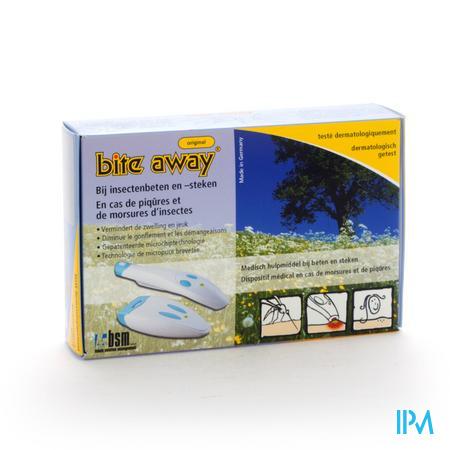 original
bite away®
Bij insectenbeten en –steken
En cas de piqûres et
de morsures d'insectes
• Vermindert de zwelling en jeuk
• Diminue le gonflement et les démangeaisons
• Gepatenteerde microchiptechnologie
• Technologie de micropuce brevetée
bsm
Made in Germany
testé dermatologiquement
dermatologisch
getest
Medisch hulpmiddel bij beten en steken
Dispositif médical en cas de morsures et de piqûres
IPM